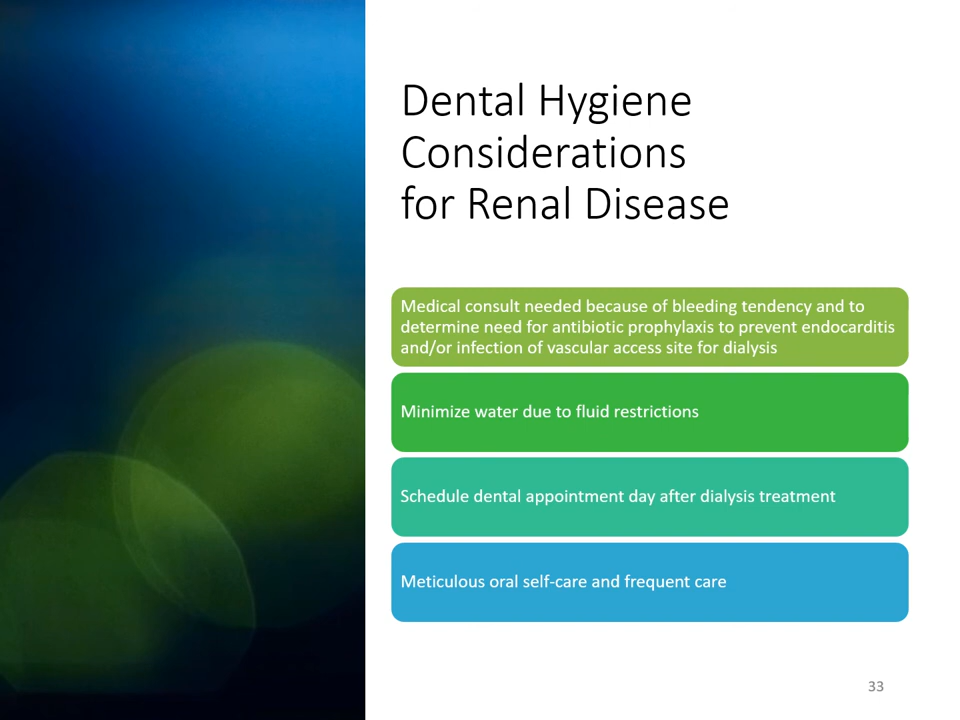 Dental Hygiene
Considerations
for Renal Disease
Medical consult needed because of bleeding tendency and to
determine need for antibiotic prophylaxis to prevent endocarditis
and/or infection of vascular access site for dialysis
Minimize water due to fluid restrictions
Schedule dental appointment day after dialysis treatment
Meticulous oral self-care and frequent care
33